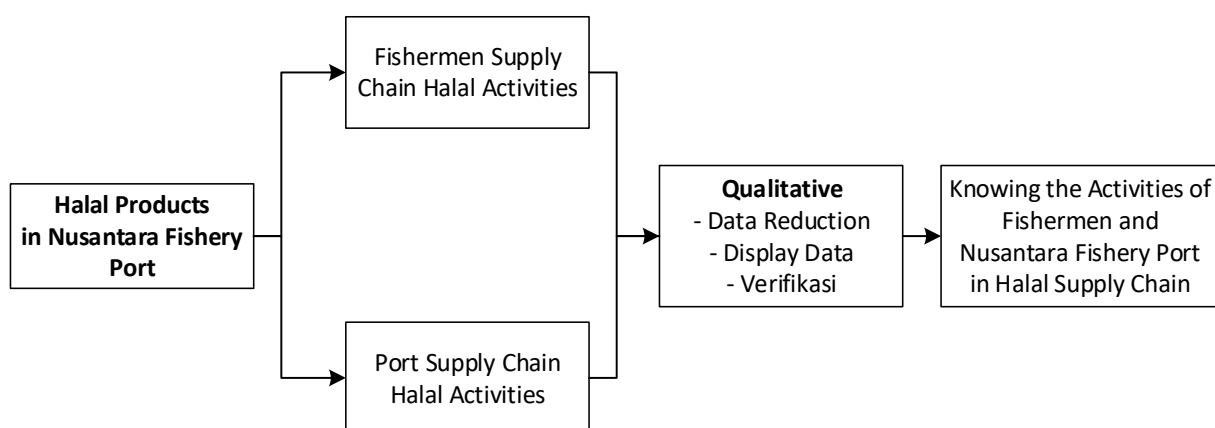 Halal Products
in Nusantara Fishery
Port
Fishermen Supply
Chain Halal Activities
Port Supply Chain
Halal Activities
Qualitative
- Data Reduction
- Display Data
- Verifikasi
Knowing the Activities of
Fishermen and
Nusantara Fishery Port
in Halal Supply Chain